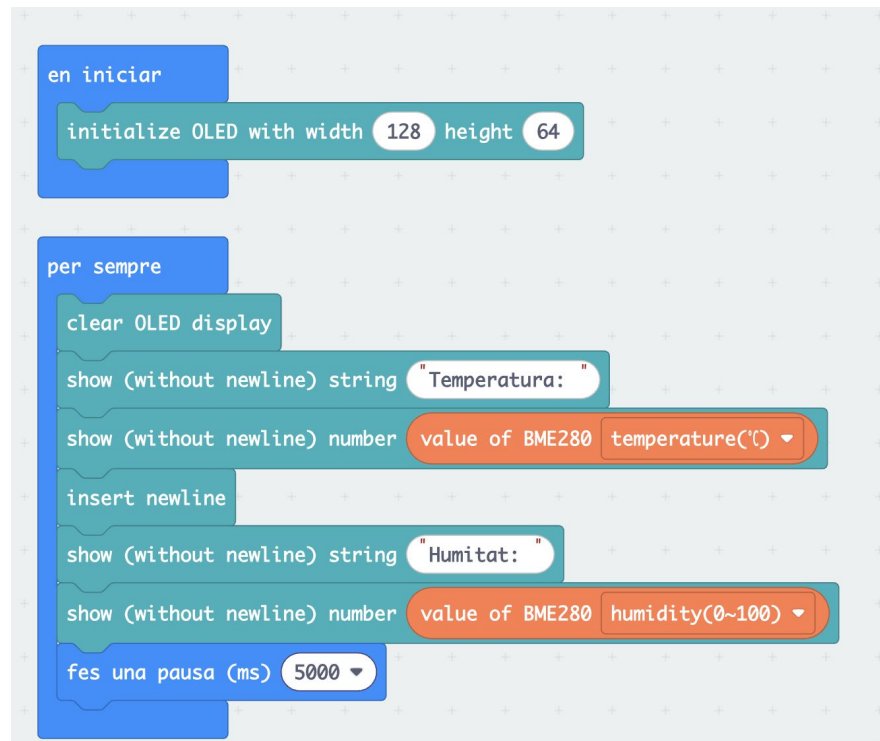 en iniciar
initialize OLED with width 128 height 64
per sempre
clear OLED display
show (without newline) string "Temperatura: "
show (without newline) number value of BME280 temperature(℃)
insert newline
show (without newline) string "Humitat: "
show (without newline) number value of BME280 humidity(0~100)
fes una pausa (ms) 5000